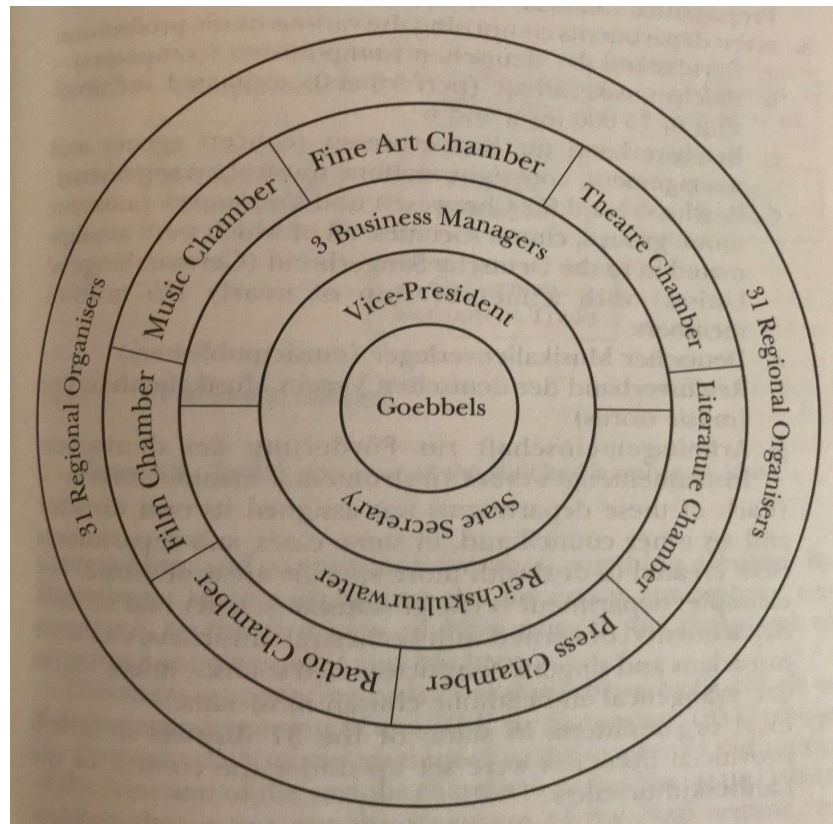 Fine Art Chamber
Theatre Chamber
Literature Chamber
Press Chamber
Radio Chamber
Film Chamber
Music Chamber
31 Regional Organisers
31 Regional Organisers
3 Business Managers
Vice-President
Goebbels
State Secretary
Reichskulturwalter